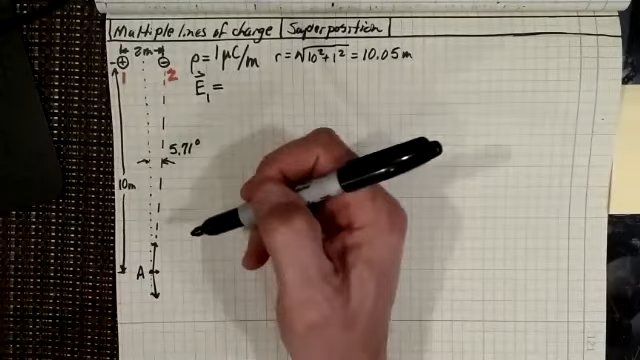 Multiple lines of charge | Superposition
2m
+ −
1 2
ρ = 1 μC/m r = √10²+1² = 10.05 m
E⃗₁ =
5.71°
10m
A